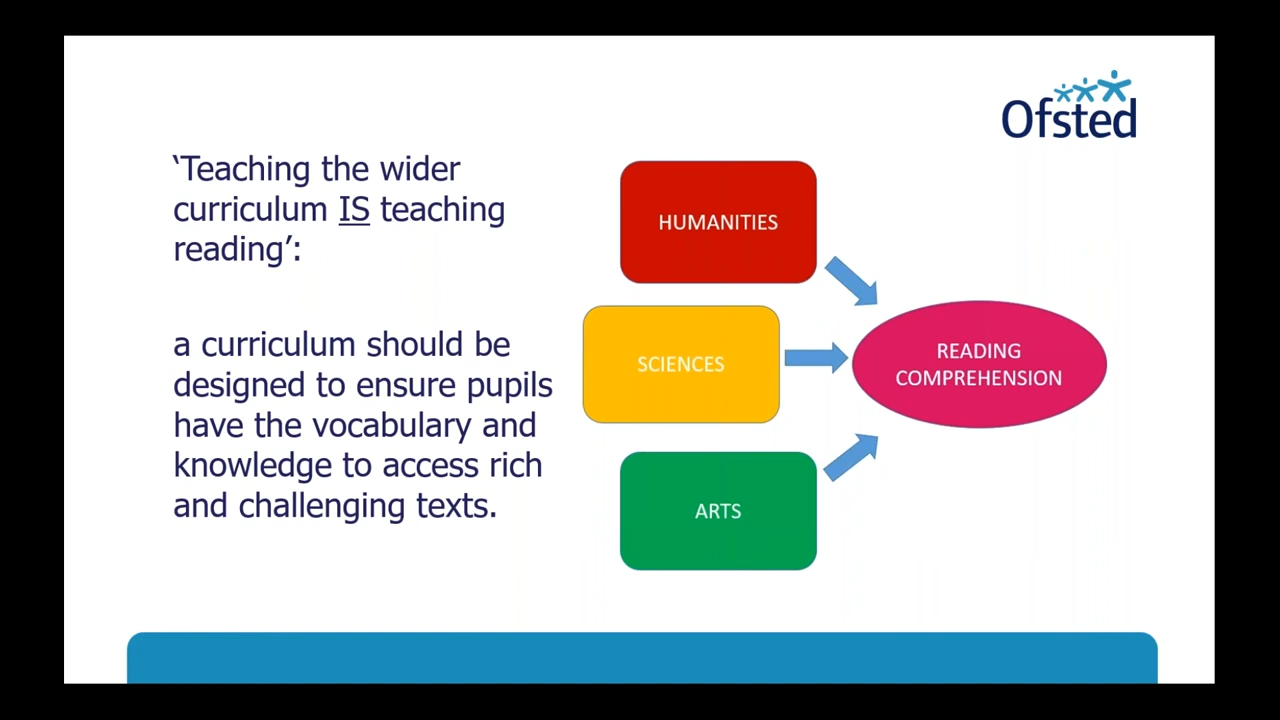 Ofsted
‘Teaching the wider
curriculum IS teaching
reading’:
a curriculum should be
designed to ensure pupils
have the vocabulary and
knowledge to access rich
and challenging texts.
HUMANITIES
SCIENCES
ARTS
READING
COMPREHENSION